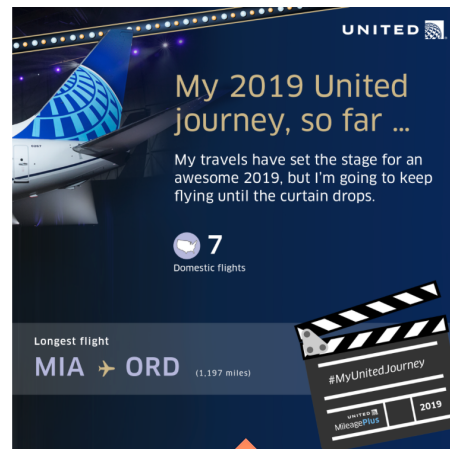 UNITED
My 2019 United
journey, so far ...
My travels have set the stage for an
awesome 2019, but I'm going to keep
flying until the curtain drops.
7
Domestic flights
Longest flight
MIA ORD (1,197 miles)
#MyUnitedJourney
UNITED
MileagePlus
2019